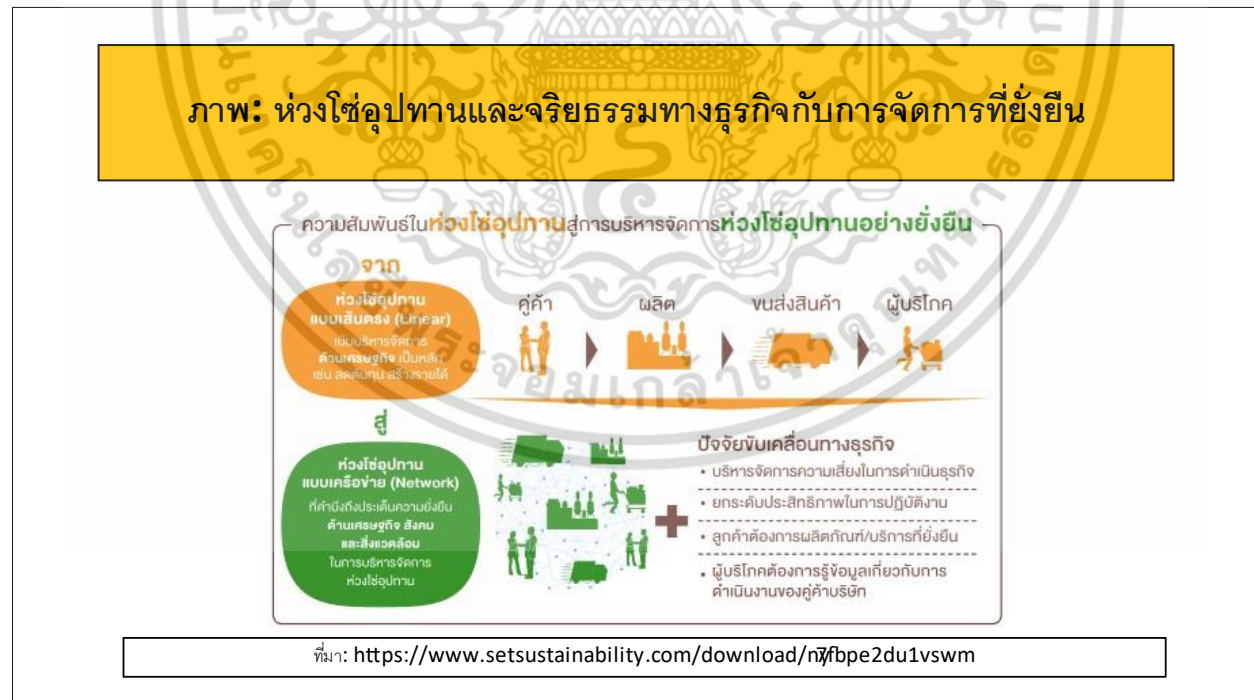 ภาพ: ห่วงโซ่อุปทานและจริยธรรมทางธุรกิจกับการจัดการที่ยั่งยืน
ความสัมพันธ์ในห่วงโซ่อุปทานสู่การบริหารจัดการห่วงโซ่อุปทานอย่างยั่งยืน
จาก
ห่วงโซ่อุปทาน
แบบเส้นตรง (Linear)
เน้นบริหารจัดการ
ด้านเศรษฐกิจ เป็นหลัก
เช่น ลดต้นทุน สร้างรายได้
คู่ค้า
ผลิต
ขนส่งสินค้า
ผู้บริโภค
สู่
ห่วงโซ่อุปทาน
แบบเครือข่าย (Network)
ที่คำนึงถึงประเด็นความยั่งยืน
ด้านเศรษฐกิจ สังคม
และสิ่งแวดล้อม
ในการบริหารจัดการ
ห่วงโซ่อุปทาน
ปัจจัยขับเคลื่อนทางธุรกิจ
• บริหารจัดการความเสี่ยงในการดำเนินธุรกิจ
• ยกระดับประสิทธิภาพในการปฏิบัติงาน
• ลูกค้าต้องการผลิตภัณฑ์/บริการที่ยั่งยืน
• ผู้บริโภคต้องการรู้ข้อมูลเกี่ยวกับการ
ดำเนินงานของคู่ค้าบริษัท
ที่มา: